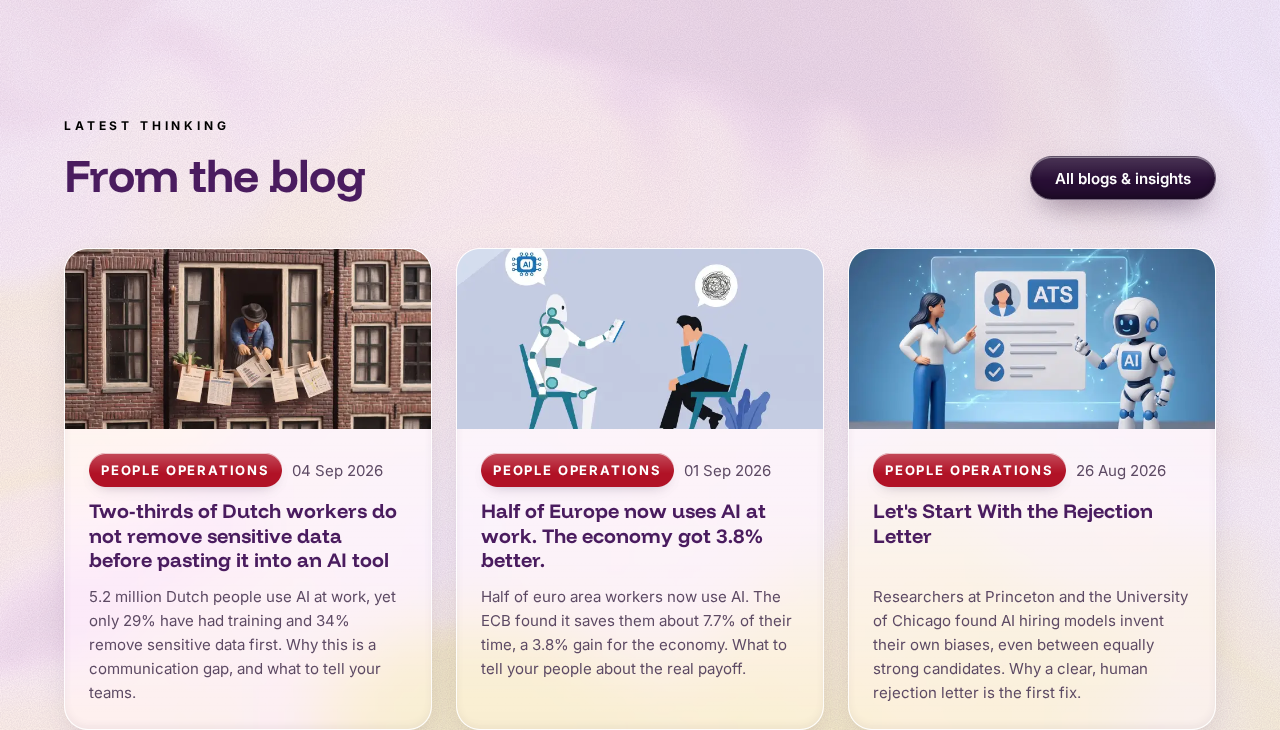 LATEST THINKING
From the blog
All blogs & insights
AI
ATS
AI
PEOPLE OPERATIONS
04 Sep 2026
Two-thirds of Dutch workers do
not remove sensitive data
before pasting it into an AI tool
5.2 million Dutch people use AI at work, yet
only 29% have had training and 34%
remove sensitive data first. Why this is a
communication gap, and what to tell your
teams.
PEOPLE OPERATIONS
01 Sep 2026
Half of Europe now uses AI at
work. The economy got 3.8%
better.
Half of euro area workers now use AI. The
ECB found it saves them about 7.7% of their
time, a 3.8% gain for the economy. What to
tell your people about the real payoff.
PEOPLE OPERATIONS
26 Aug 2026
Let's Start With the Rejection
Letter
Researchers at Princeton and the University
of Chicago found AI hiring models invent
their own biases, even between equally
strong candidates. Why a clear, human
rejection letter is the first fix.